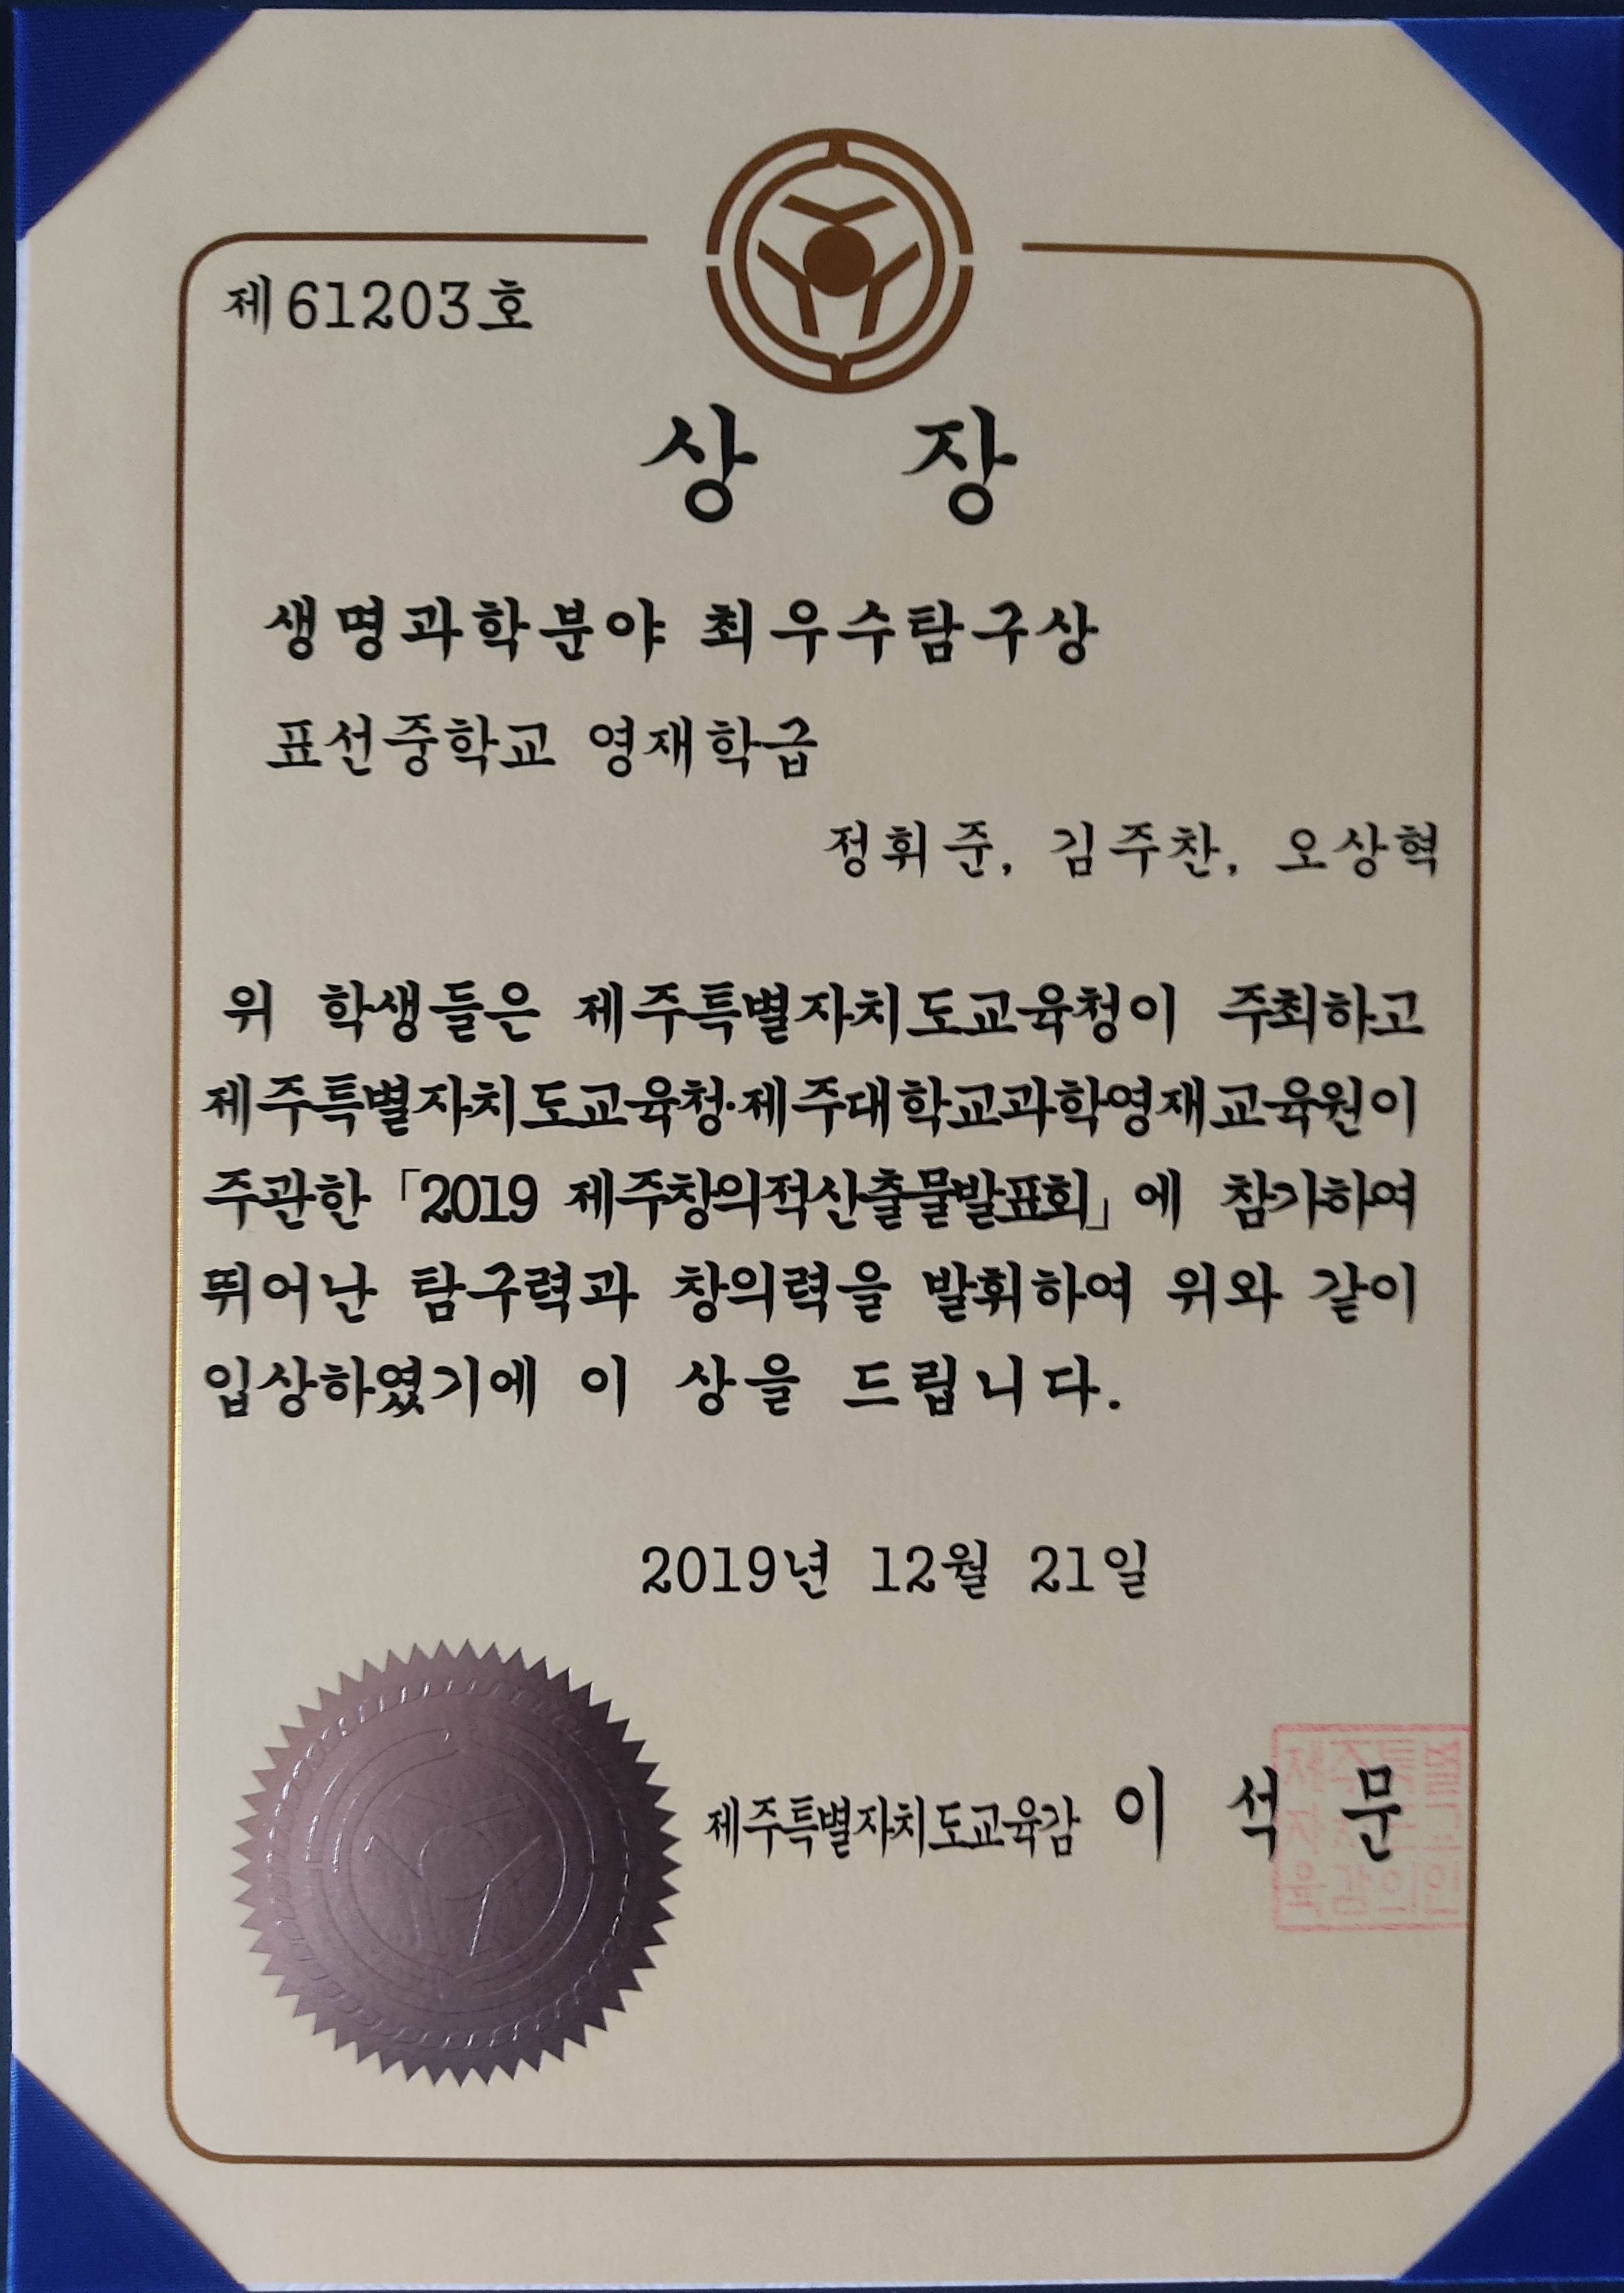 제61203호
상 장
생명과학분야 최우수탐구상
표선중학교 영재학급
정휘준, 김주찬, 오상혁
위 학생들은 제주특별자치도교육청이 주최하고
제주특별자치도교육청·제주대학교과학영재교육원이
주관한 「2019 제주창의적산출물발표회」에 참가하여
뛰어난 탐구력과 창의력을 발휘하여 위와 같이
입상하였기에 이 상을 드립니다.
2019년 12월 21일
제주특별자치도교육감 이 석 문
제주특별
자치도교
육감의인